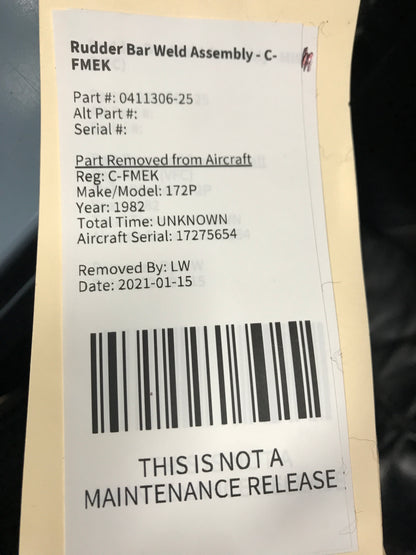 Rudder Bar Weld Assembly - C-
FMEK
Part #: 0411306-25
Alt Part #:
Serial #:
Part Removed from Aircraft
Reg: C-FMEK
Make/Model: 172P
Year: 1982
Total Time: UNKNOWN
Aircraft Serial: 17275654
Removed By: LW
Date: 2021-01-15
THIS IS NOT A
MAINTENANCE RELEASE